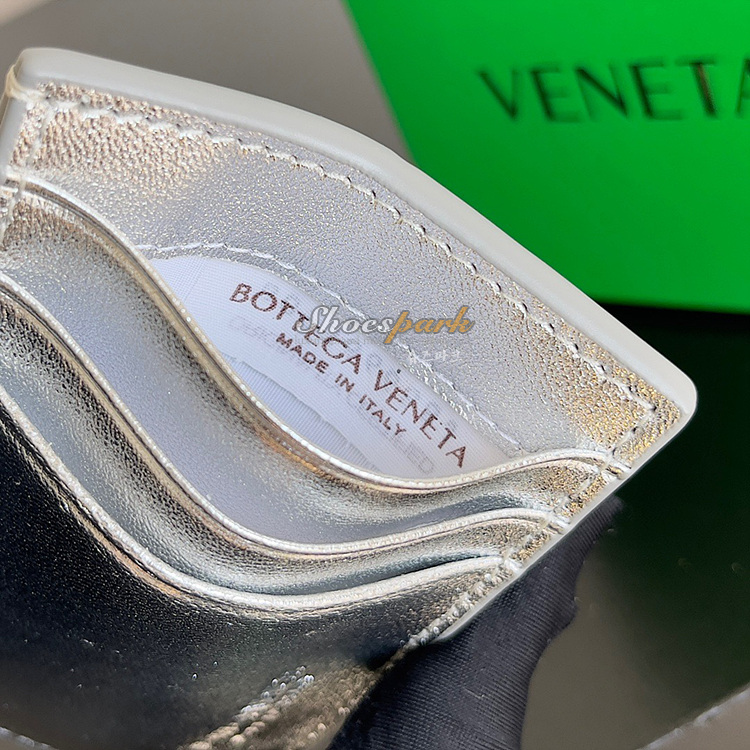 VENETA
BOTTEGA VENETA
MADE IN ITALY
Shoespark